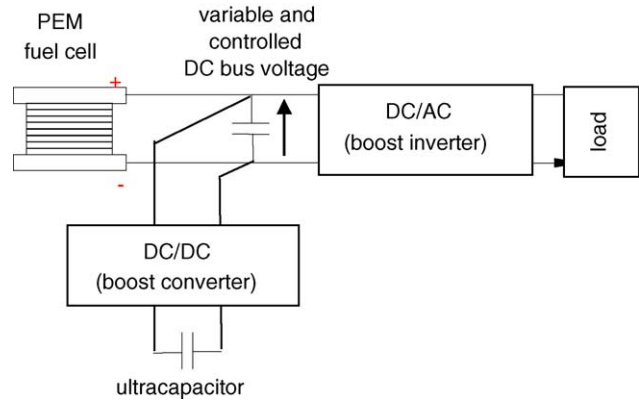 PEM
fuel cell
variable and
controlled
DC bus voltage
+
-
DC/AC
(boost inverter)
load
DC/DC
(boost converter)
ultracapacitor